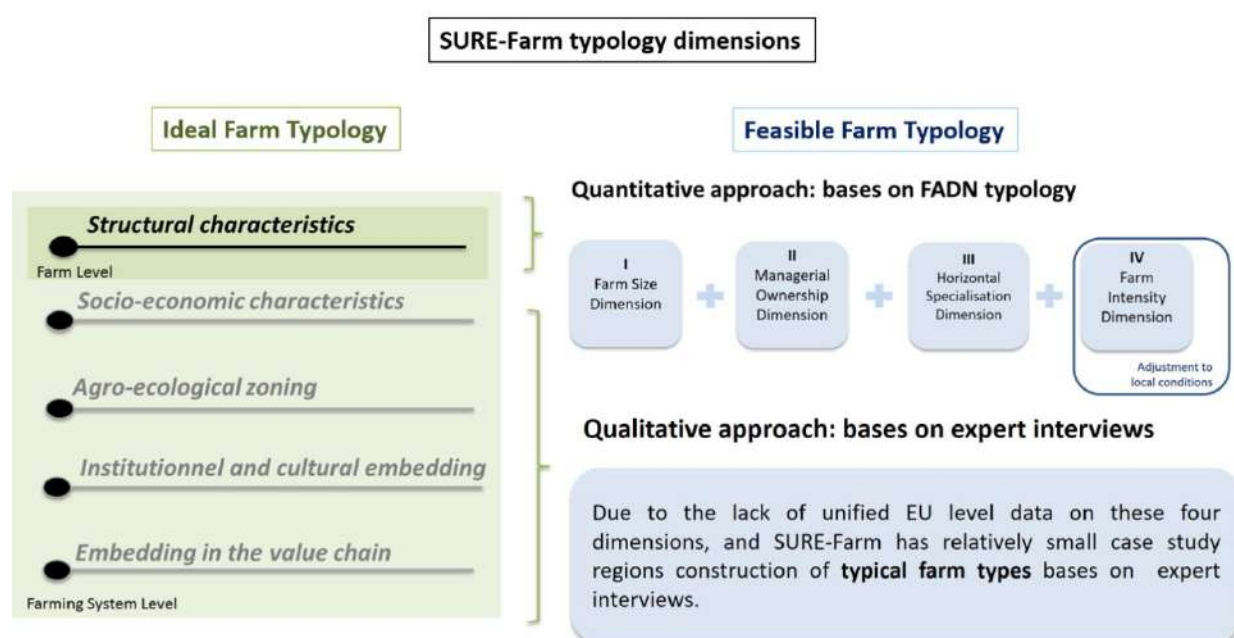 SURE-Farm typology dimensions
Ideal Farm Typology
Structural characteristics
Farm Level
Socio-economic characteristics
Agro-ecological zoning
Institutionnel and cultural embedding
Embedding in the value chain
Farming System Level
Feasible Farm Typology
Quantitative approach: bases on FADN typology
I
Farm Size
Dimension
II
Managerial
Ownership
Dimension
III
Horizontal
Specialisation
Dimension
IV
Farm
Intensity
Dimension
Adjustment to
local conditions
Qualitative approach: bases on expert interviews
Due to the lack of unified EU level data on these four
dimensions, and SURE-Farm has relatively small case study
regions construction of typical farm types bases on expert
interviews.